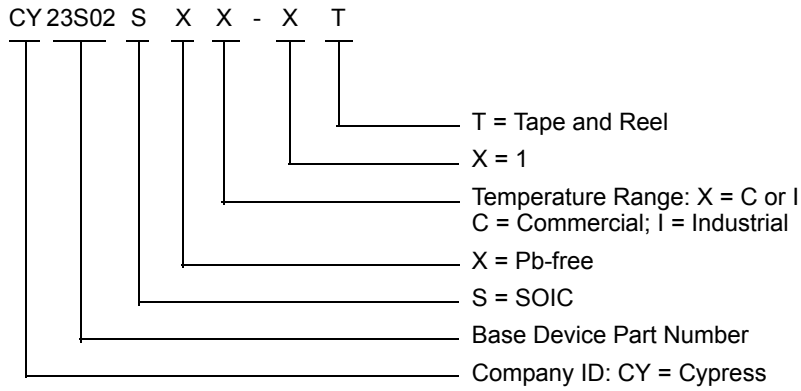 CY 23S02 S X X - X T
T = Tape and Reel
X = 1
Temperature Range: X = C or I
C = Commercial; I = Industrial
X = Pb-free
S = SOIC
Base Device Part Number
Company ID: CY = Cypress